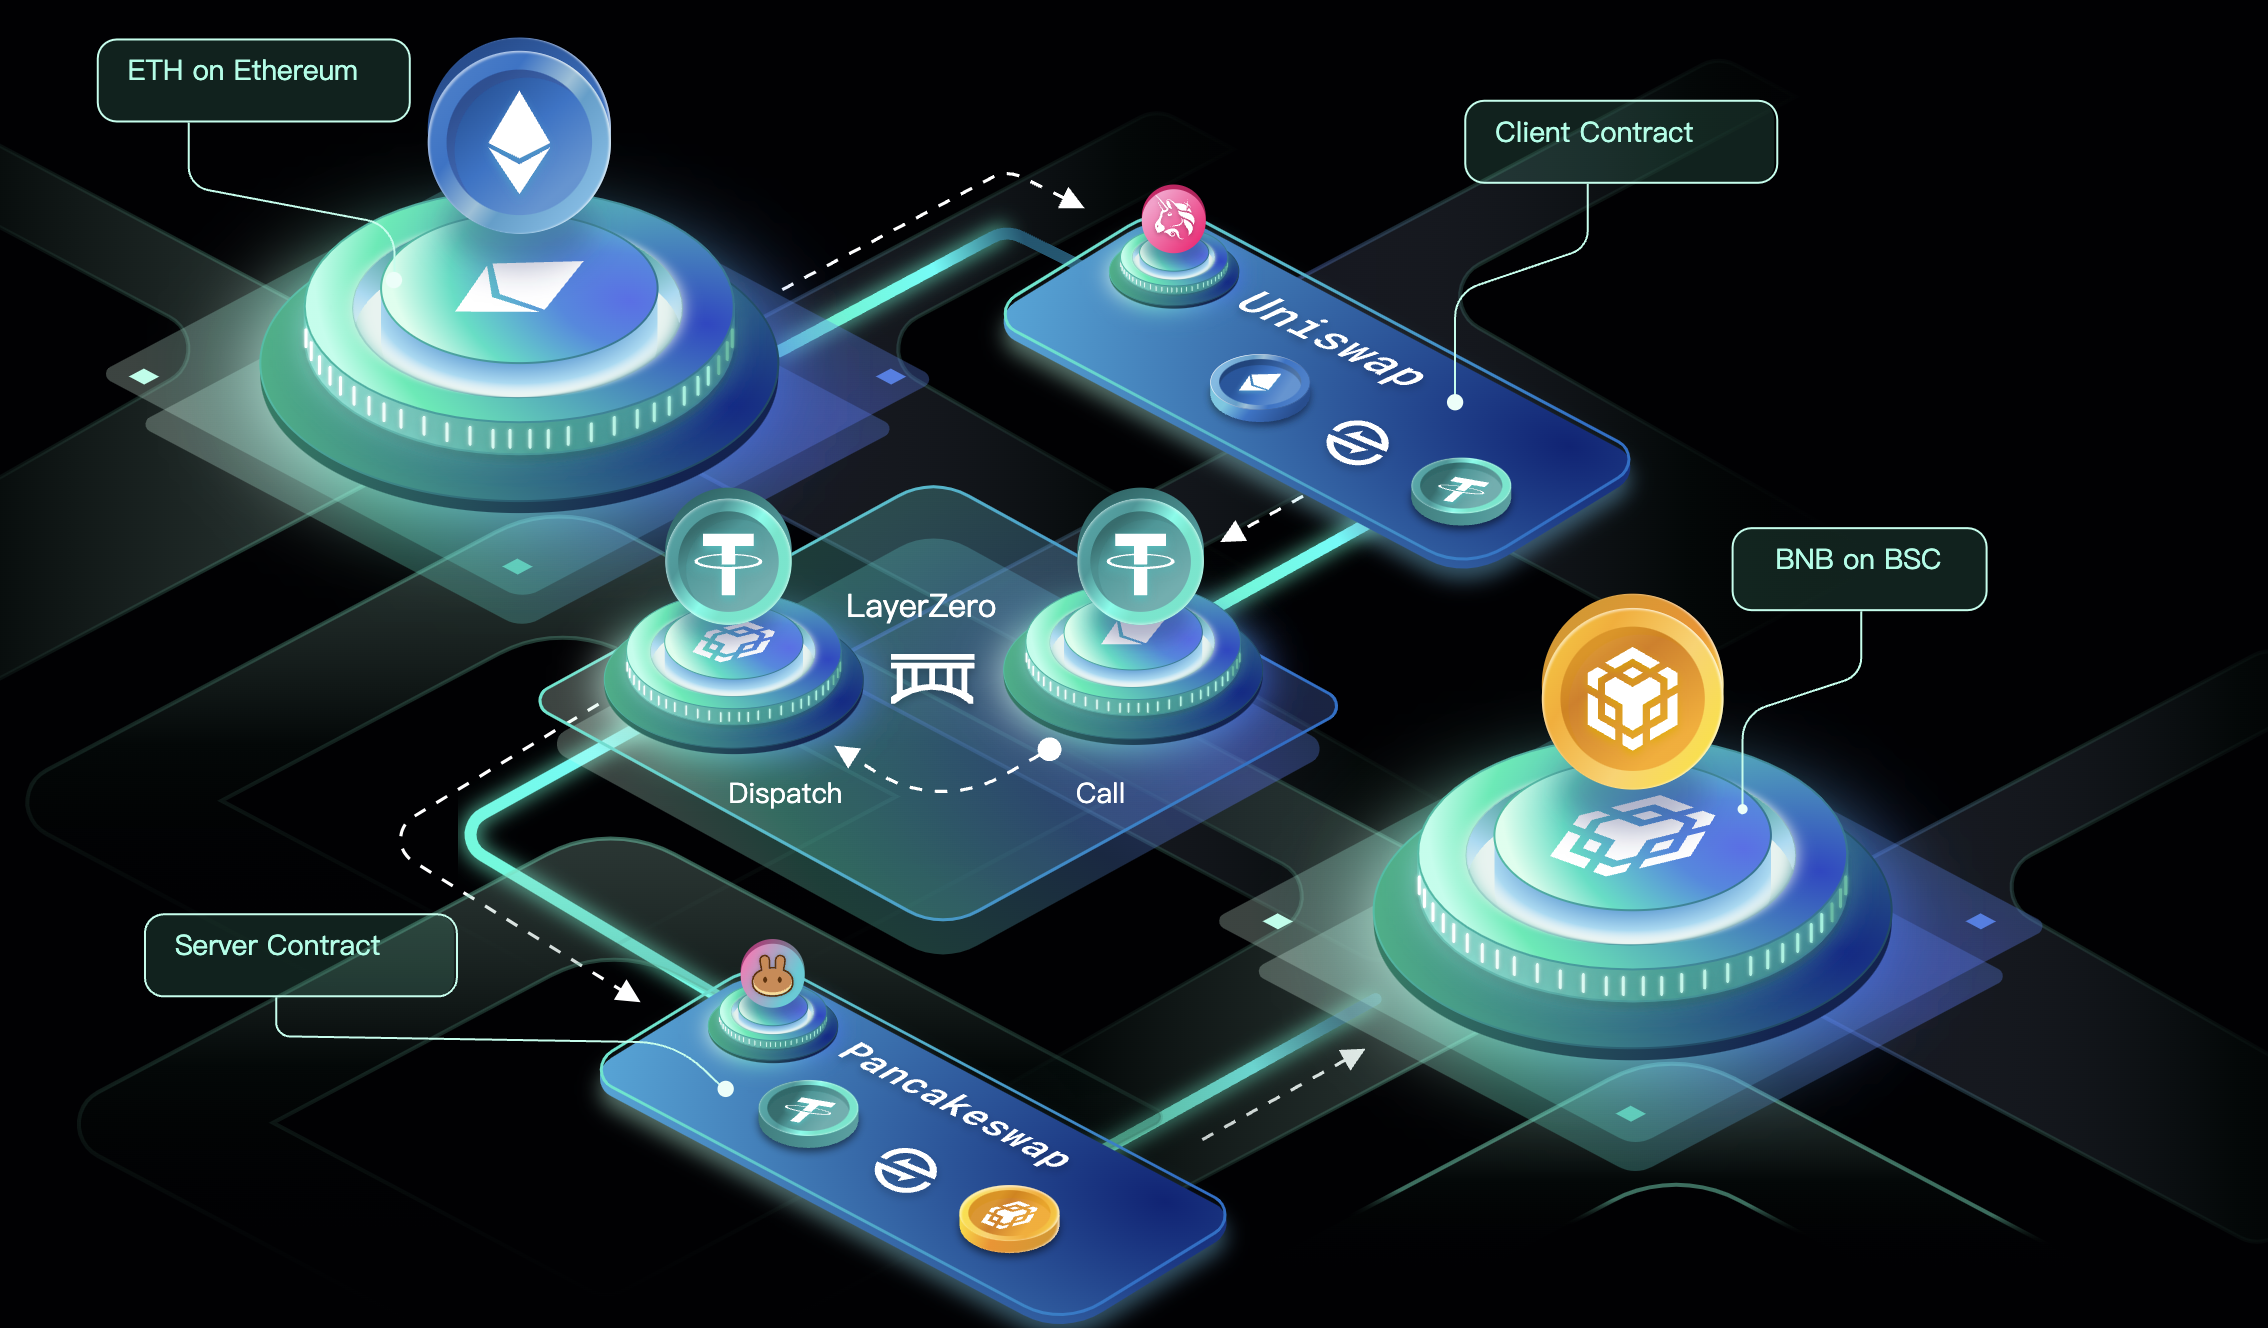 ETH on Ethereum
Client Contract
Uniswap
BNB on BSC
LayerZero
Dispatch
Call
Server Contract
Pancakeswap